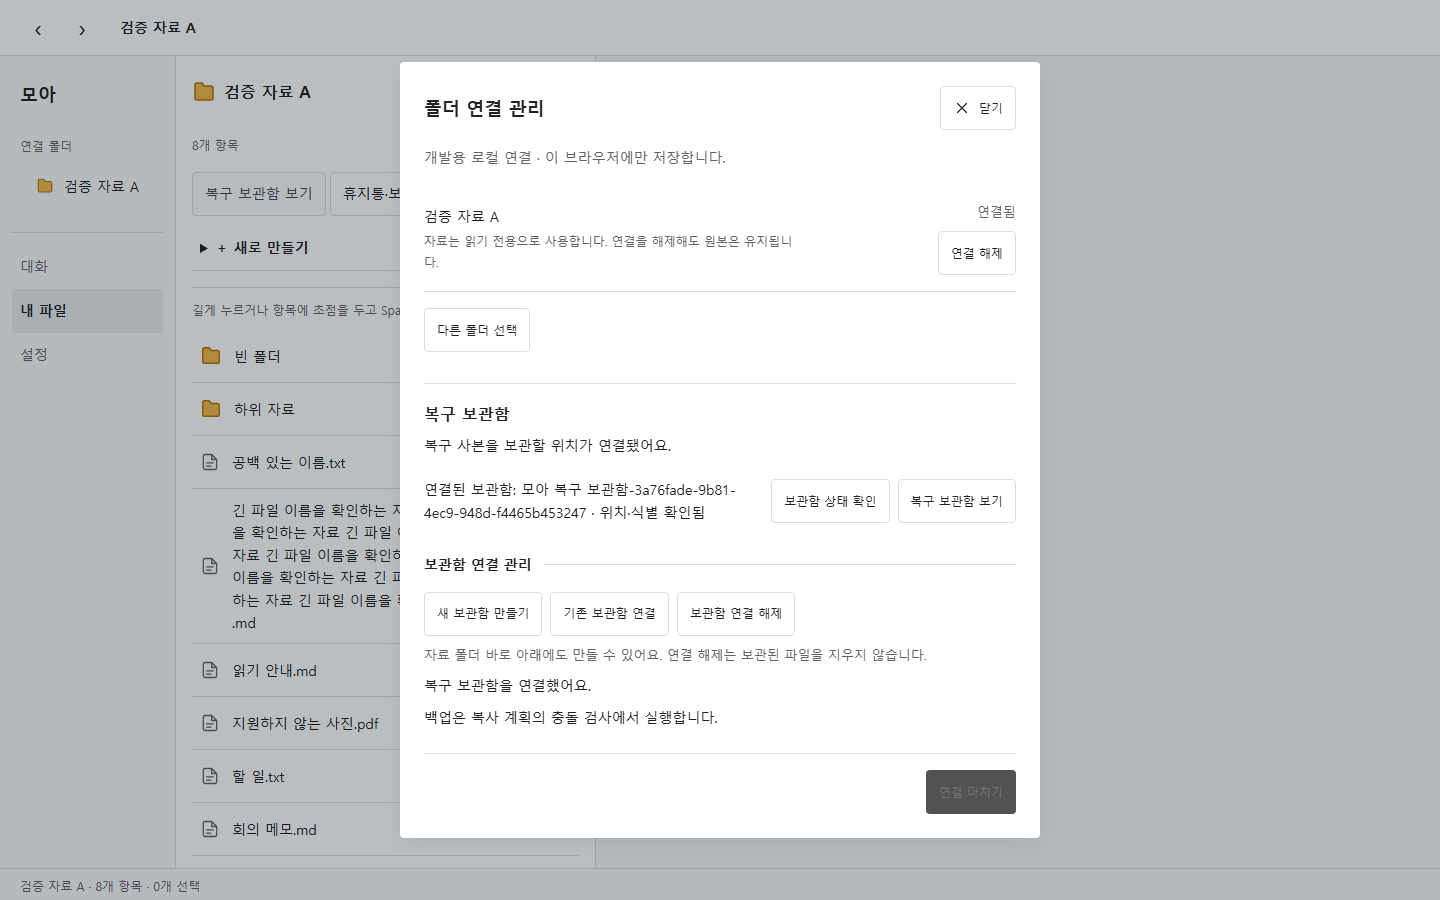 ‹ › 검증 자료 A
모아
연결 폴더
검증 자료 A
대화
내 파일
설정
검증 자료 A
8개 항목
복구 보관함 보기
휴지통·보
▶ + 새로 만들기
길게 누르거나 항목에 초점을 두고 Spa
빈 폴더
하위 자료
공백 있는 이름.txt
긴 파일 이름을 확인하는 자
을 확인하는 자료 긴 파일
자료 긴 파일 이름을 확인하
이름을 확인하는 자료 긴 파
하는 자료 긴 파일 이름을
.md
읽기 안내.md
지원하지 않는 사진.pdf
할 일.txt
회의 메모.md
검증 자료 A · 8개 항목 · 0개 선택
폴더 연결 관리
닫기
개발용 로컬 연결 · 이 브라우저에만 저장합니다.
검증 자료 A
연결됨
자료는 읽기 전용으로 사용합니다. 연결을 해제해도 원본은 유지됩니
다.
연결 해제
다른 폴더 선택
복구 보관함
복구 사본을 보관할 위치가 연결됐어요.
연결된 보관함: 모아 복구 보관함-3a76fade-9b81-
4ec9-948d-f4465b453247 · 위치·식별 확인됨
보관함 상태 확인
복구 보관함 보기
보관함 연결 관리
새 보관함 만들기
기존 보관함 연결
보관함 연결 해제
자료 폴더 바로 아래에도 만들 수 있어요. 연결 해제는 보관된 파일을 지우지 않습니다.
복구 보관함을 연결했어요.
백업은 복사 계획의 충돌 검사에서 실행합니다.
연결 마치기